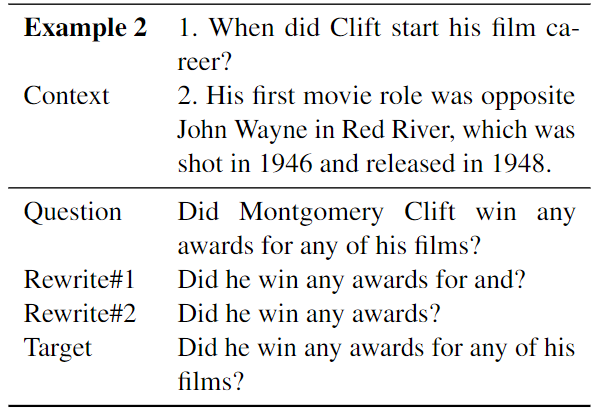 Example 2 1. When did Clift start his film ca-
reer?
Context 2. His first movie role was opposite
John Wayne in Red River, which was
shot in 1946 and released in 1948.
Question Did Montgomery Clift win any
awards for any of his films?
Rewrite#1 Did he win any awards for and?
Rewrite#2 Did he win any awards?
Target Did he win any awards for any of his
films?